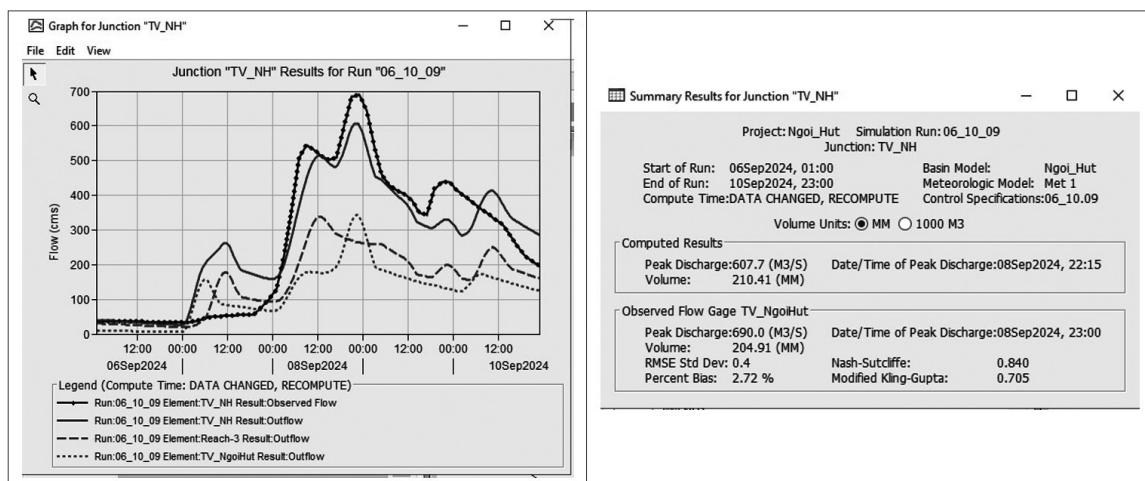 Graph for Junction "TV_NH"
File Edit View
Junction "TV_NH" Results for Run "06_10_09"
Flow (cms)
700
600
500
400
300
200
100
0
12:00 00:00 12:00 00:00 12:00 00:00 12:00 00:00 12:00
06Sep2024 08Sep2024 10Sep2024
Legend (Compute Time: DATA CHANGED, RECOMPUTE)
Run:06_10_09 Element:TV_NH Result:Observed Flow
Run:06_10_09 Element:TV_NH Result:Outflow
Run:06_10_09 Element:Reach-3 Result:Outflow
Run:06_10_09 Element:TV_NgoiHut Result:Outflow
Summary Results for Junction "TV_NH"
Project: Ngoi_Hut Simulation Run: 06_10_09
Junction: TV_NH
Start of Run: 06Sep2024, 01:00 Basin Model: Ngoi_Hut
End of Run: 10Sep2024, 23:00 Meteorologic Model: Met 1
Compute Time:DATA CHANGED, RECOMPUTE Control Specifications:06_10.09
Volume Units: MM 1000 M3
Computed Results
Peak Discharge:607.7 (M3/S) Date/Time of Peak Discharge:08Sep2024, 22:15
Volume: 210.41 (MM)
Observed Flow Gage TV_NgoiHut
Peak Discharge:690.0 (M3/S) Date/Time of Peak Discharge:08Sep2024, 23:00
Volume: 204.91 (MM)
RMSE Std Dev: 0.4 Nash-Sutcliffe: 0.840
Percent Bias: 2.72 % Modified Kling-Gupta: 0.705